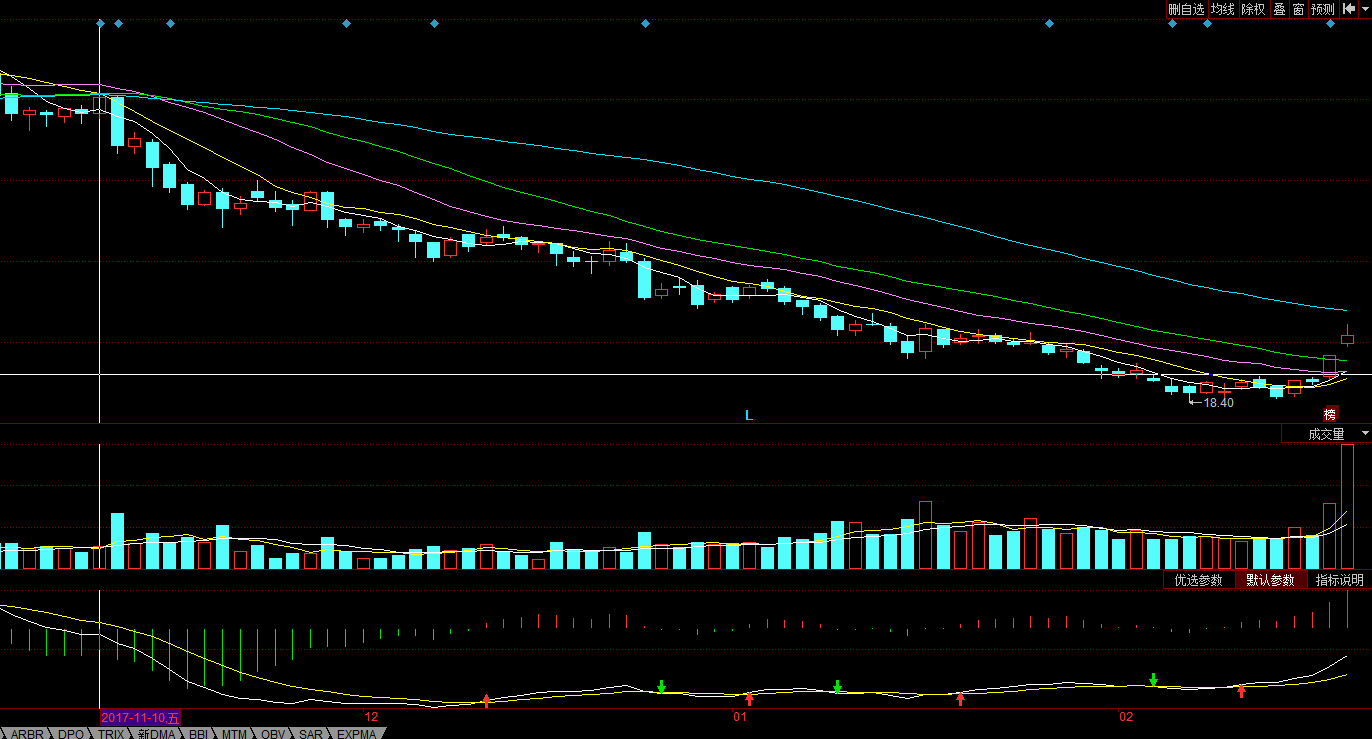 删自选 均线 除权 叠 窗 预测
18.40
L
榜
成交量
优选参数 默认参数 指标说明
2017-11-10,五 12 01 02
ARBR DPO TRIX 新DMA BBI MTM OBV SAR EXPMA